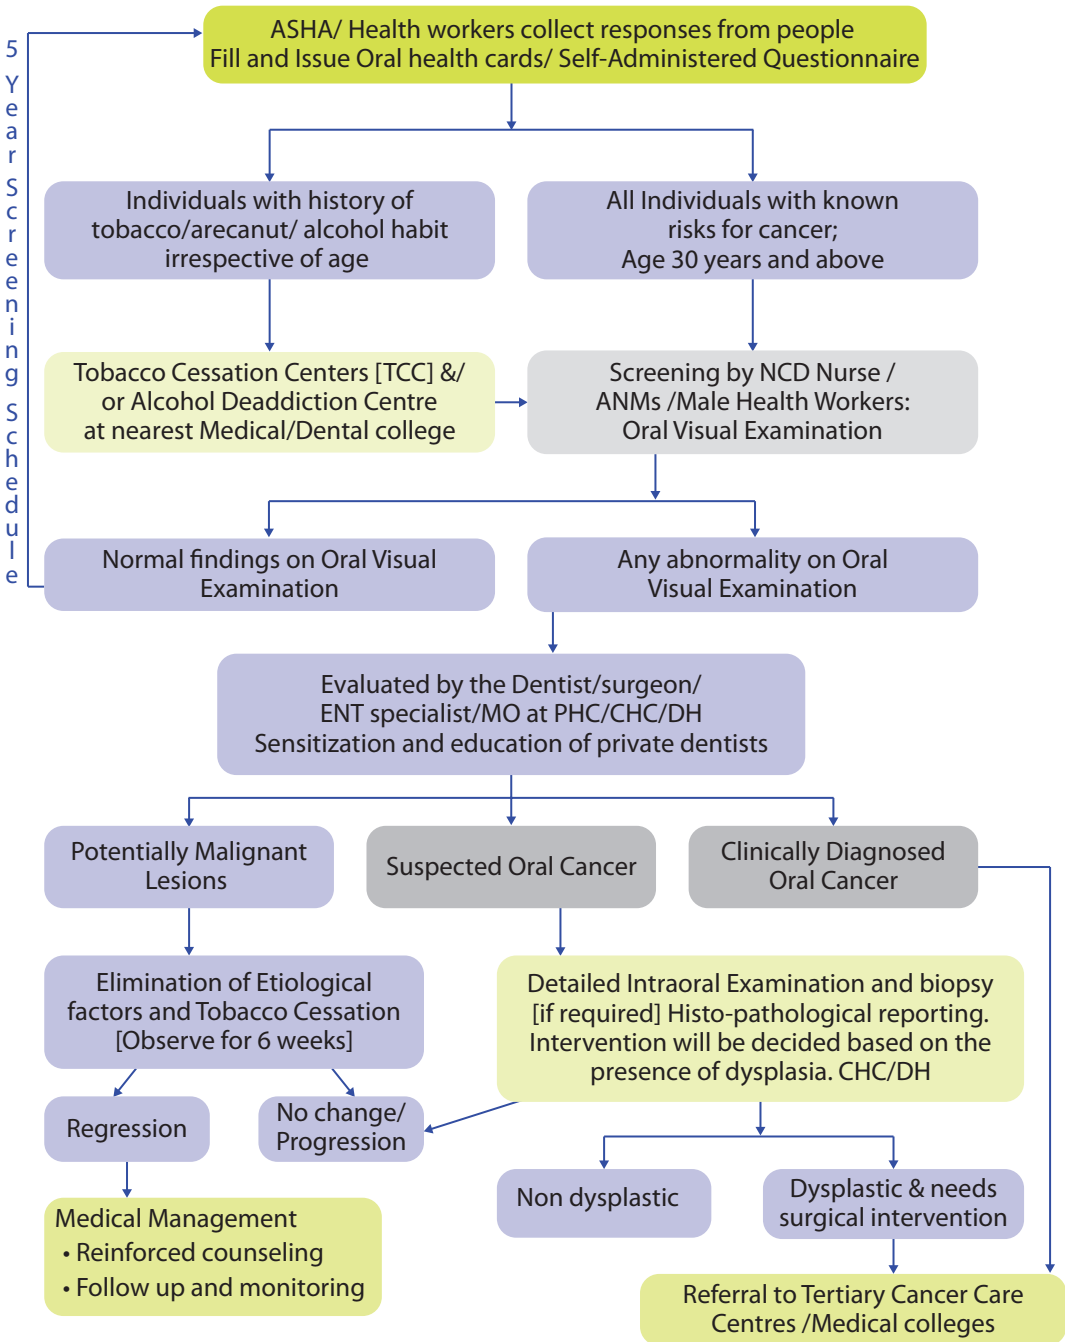 ASHA/ Health workers collect responses from people
Fill and Issue Oral health cards/ Self-Administered Questionnaire
5 Year Screening Schedule
Individuals with history of
tobacco/arecanut/ alcohol habit
irrespective of age
All Individuals with known
risks for cancer;
Age 30 years and above
Tobacco Cessation Centers [TCC] &/
or Alcohol Deaddiction Centre
at nearest Medical/Dental college
Screening by NCD Nurse /
ANMs /Male Health Workers:
Oral Visual Examination
Normal findings on Oral Visual
Examination
Any abnormality on Oral
Visual Examination
Evaluated by the Dentist/surgeon/
ENT specialist/MO at PHC/CHC/DH
Sensitization and education of private dentists
Potentially Malignant
Lesions
Suspected Oral Cancer
Clinically Diagnosed
Oral Cancer
Elimination of Etiological
factors and Tobacco Cessation
[Observe for 6 weeks]
Detailed Intraoral Examination and biopsy
[if required] Histo-pathological reporting.
Intervention will be decided based on the
presence of dysplasia. CHC/DH
Regression
No change/
Progression
Non dysplastic
Dysplastic & needs
surgical intervention
Medical Management
• Reinforced counseling
• Follow up and monitoring
Referral to Tertiary Cancer Care
Centres /Medical colleges